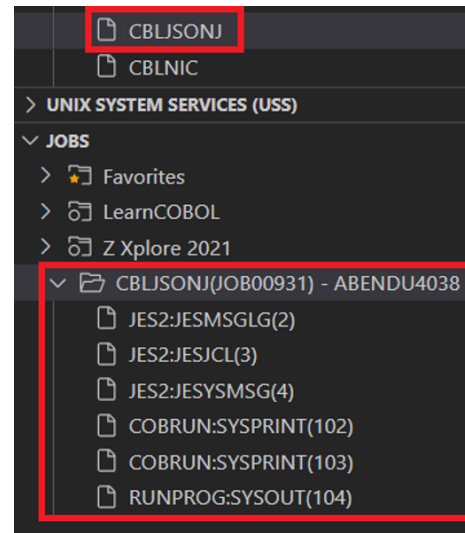 CBLJSONJ
CBLNIC
UNIX SYSTEM SERVICES (USS)
JOBS
Favorites
LearnCOBOL
Z Xplore 2021
CBLJSONJ(JOB00931) - ABENDU4038
JES2:JESMSGLG(2)
JES2:JESJCL(3)
JES2:JESYSMSG(4)
COBRUN:SYSPRINT(102)
COBRUN:SYSPRINT(103)
RUNPROG:SYSOUT(104)